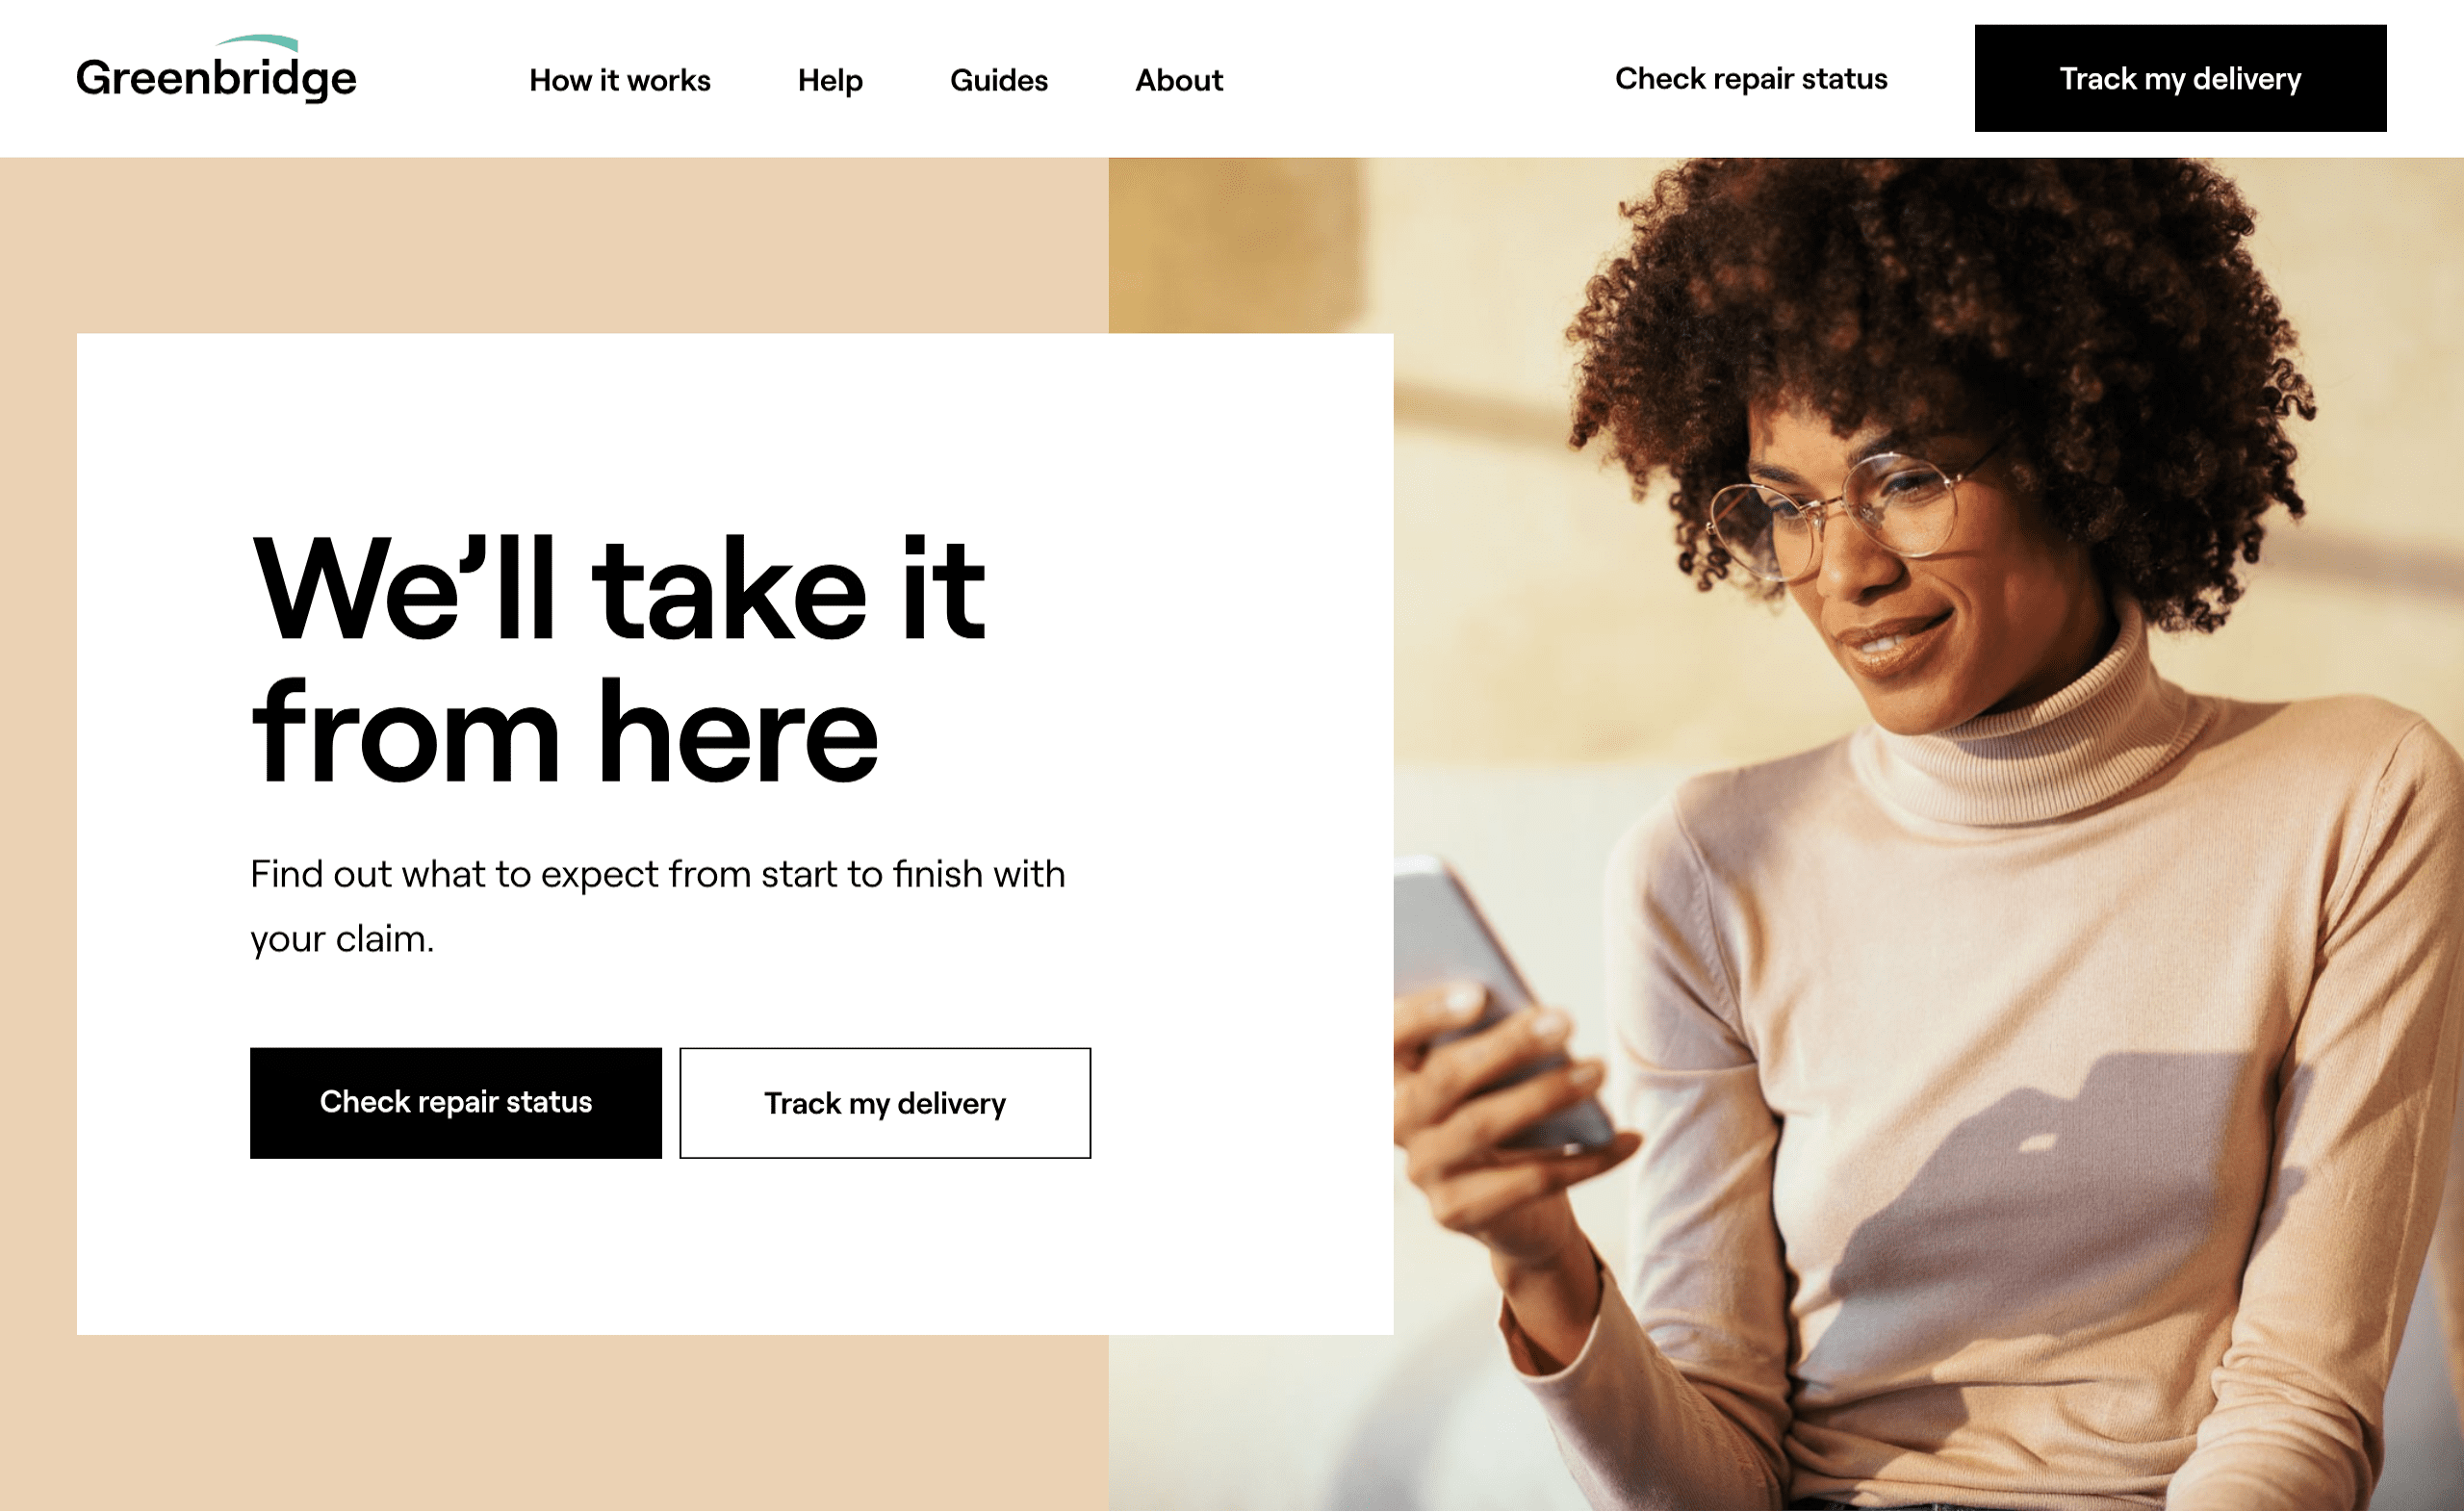 Greenbridge
How it works
Help
Guides
About
Check repair status
Track my delivery
We’ll take it
from here
Find out what to expect from start to finish with
your claim.
Check repair status
Track my delivery